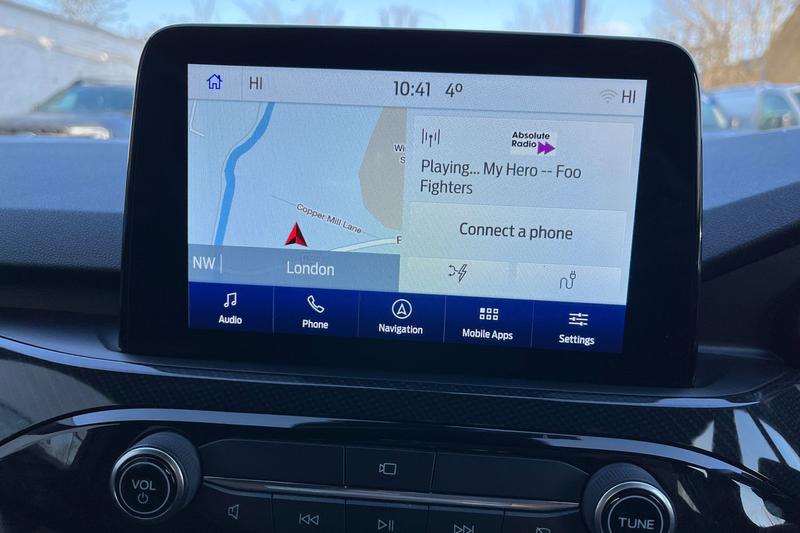 HI
10:41 4°
HI
Absolute
Radio
Playing... My Hero -- Foo
Fighters
Copper Mill Lane
Connect a phone
NW
London
Audio
Phone
Navigation
Mobile Apps
Settings
VOL
TUNE